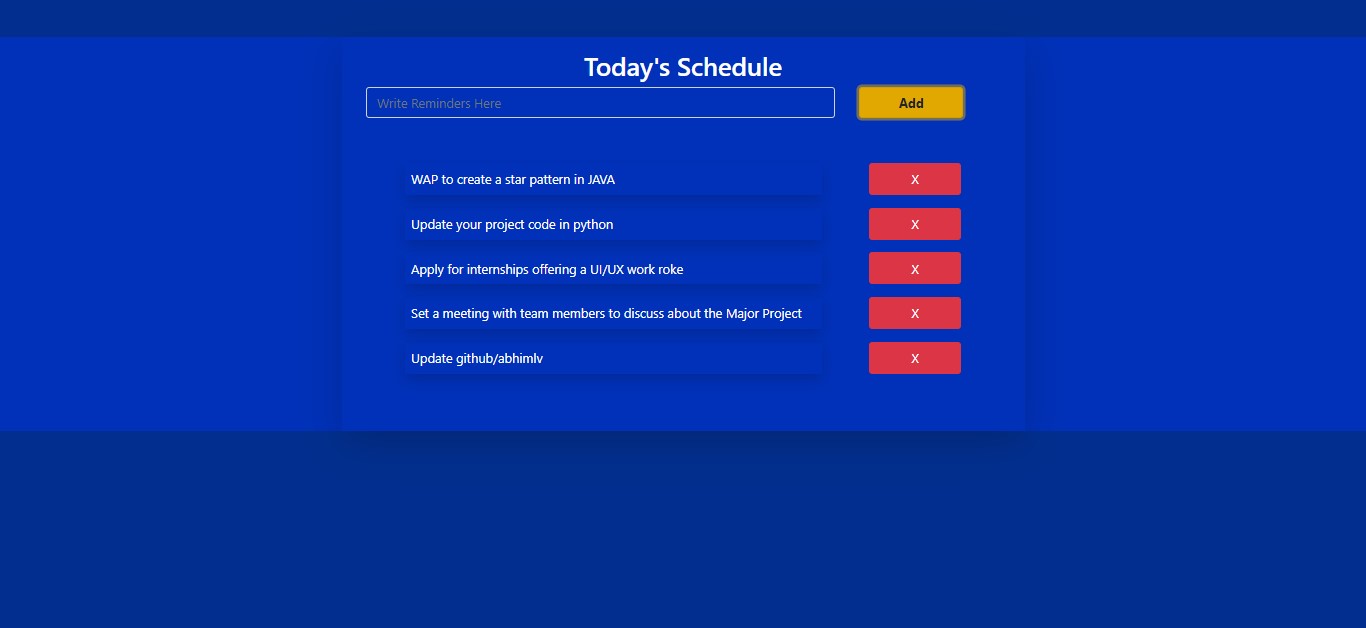 Today's Schedule
Write Reminders Here
Add
WAP to create a star pattern in JAVA
X
Update your project code in python
X
Apply for internships offering a UI/UX work roke
X
Set a meeting with team members to discuss about the Major Project
X
Update github/abhimlv
X